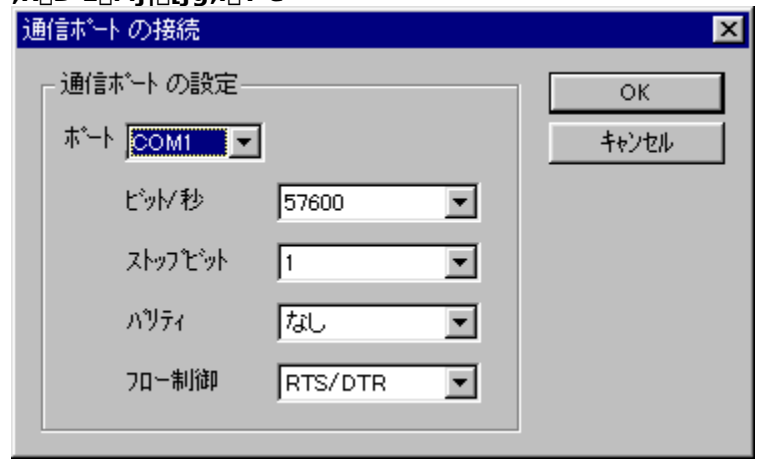 通信ﾎﾟｰﾄ の接続
通信ﾎﾟｰﾄ の設定
OK
ﾎﾟｰﾄ COM1
ｷｬﾝｾﾙ
ﾋﾞｯﾄ/秒 57600
ｽﾄｯﾌﾟﾋﾞｯﾄ 1
ﾊﾟﾘﾃｨ なし
ﾌﾛｰ制御 RTS/DTR